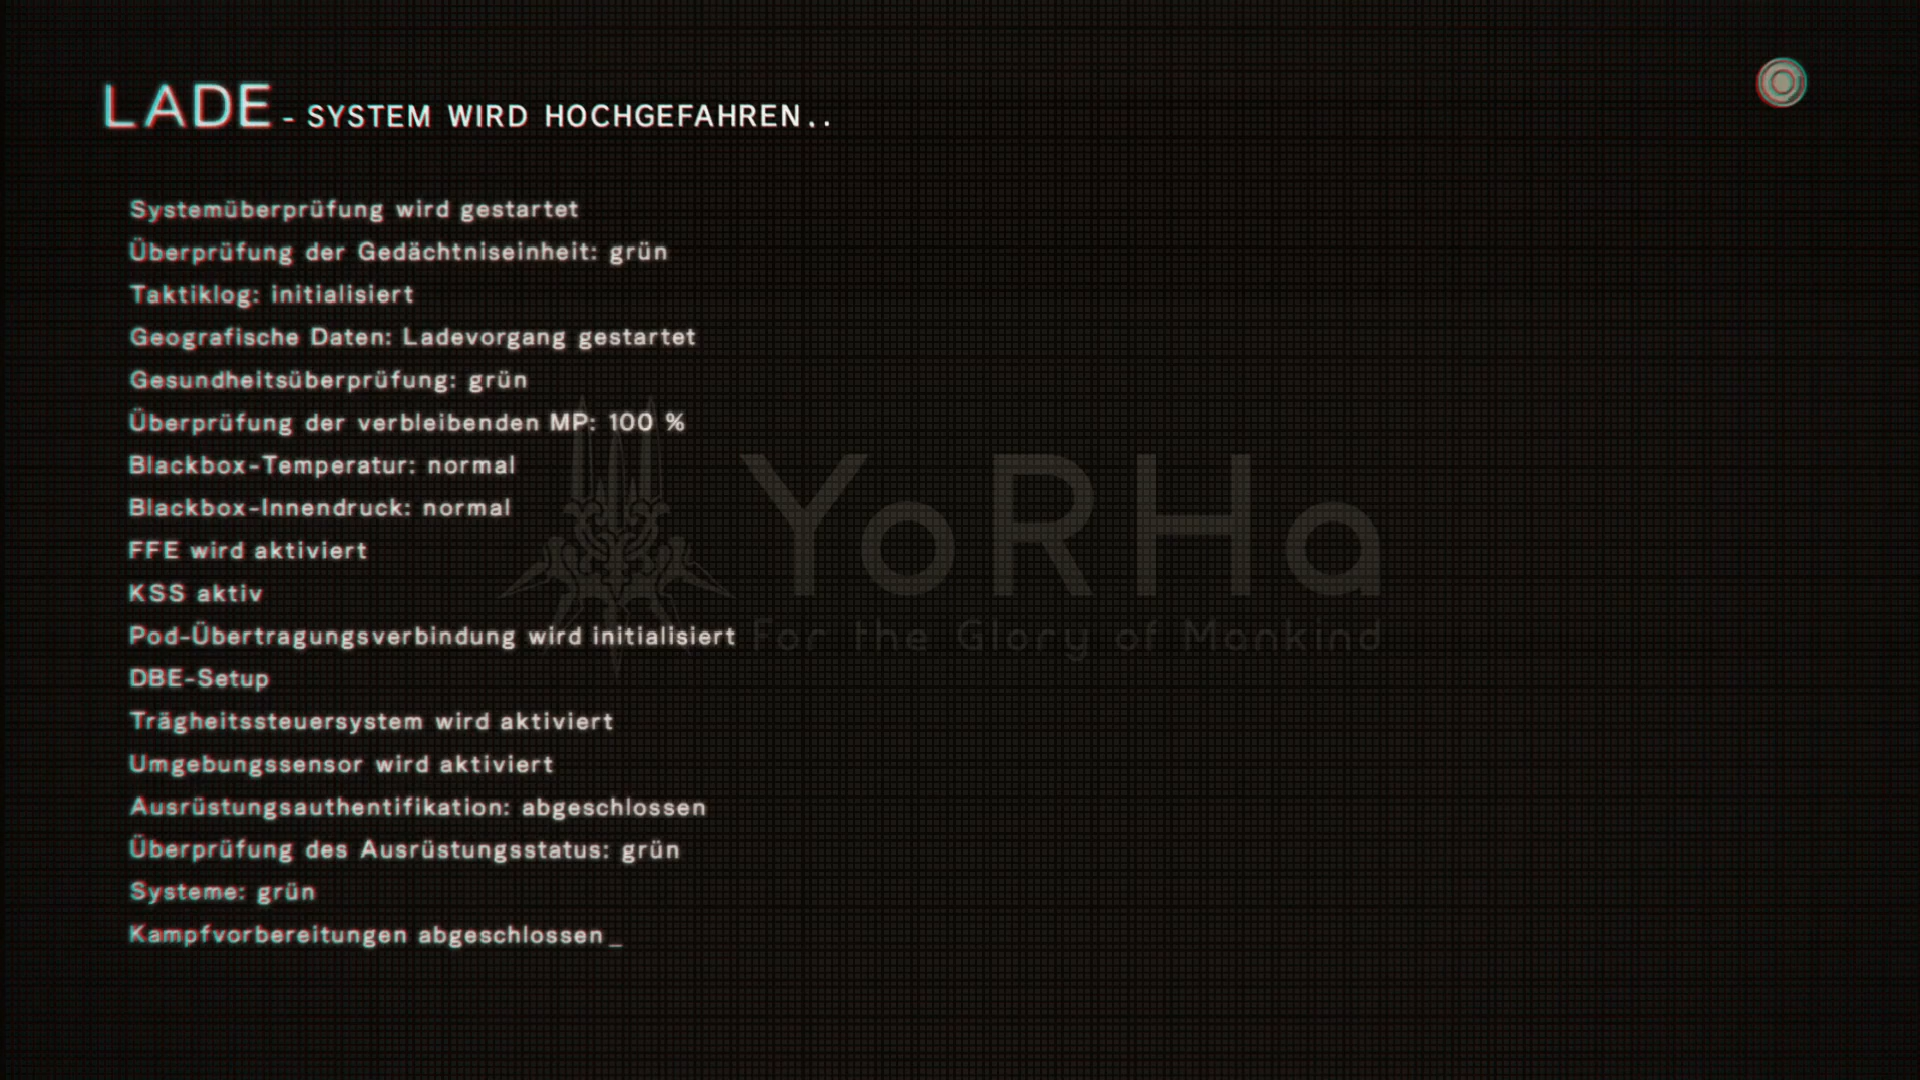 LADE - SYSTEM WIRD HOCHGEFAHREN..
Systemüberprüfung wird gestartet
Überprüfung der Gedächtniseinheit: grün
Taktiklog: initialisiert
Geografische Daten: Ladevorgang gestartet
Gesundheitsüberprüfung: grün
Überprüfung der verbleibenden MP: 100 %
Blackbox-Temperatur: normal
Blackbox-Innendruck: normal
FFE wird aktiviert
KSS aktiv
Pod-Übertragungsverbindung wird initialisiert
DBE-Setup
Trägheitssteuersystem wird aktiviert
Umgebungssensor wird aktiviert
Ausrüstungsauthentifikation: abgeschlossen
Überprüfung des Ausrüstungsstatus: grün
Systeme: grün
Kampfvorbereitungen abgeschlossen_
YoRHa
For the Glory of Mankind